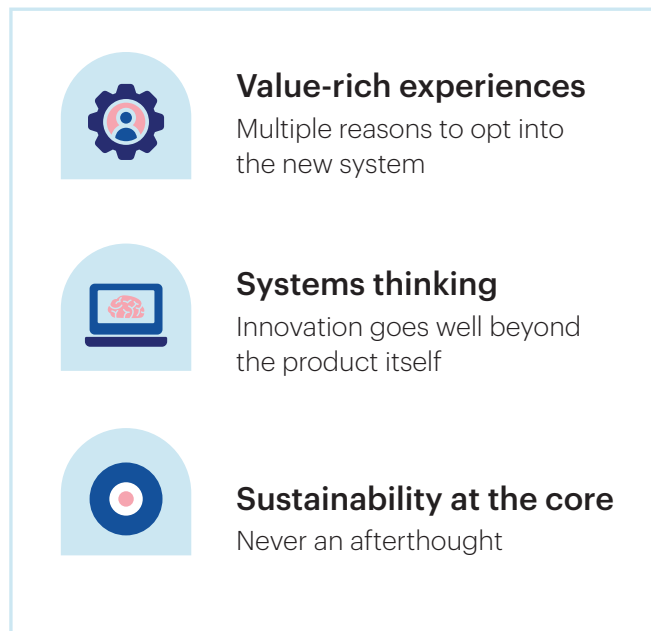 Value-rich experiences
Multiple reasons to opt into
the new system
Systems thinking
Innovation goes well beyond
the product itself
Sustainability at the core
Never an afterthought